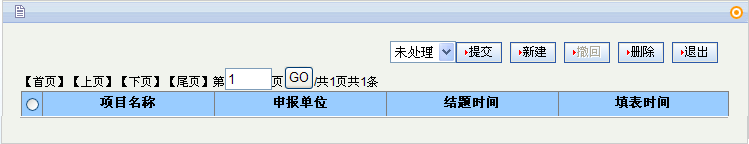 未处理 提交 新建 撤回 删除 退出
【首页】【上页】【下页】【尾页】第1页GO/共1页共1条
项目名称 申报单位 结题时间 填表时间